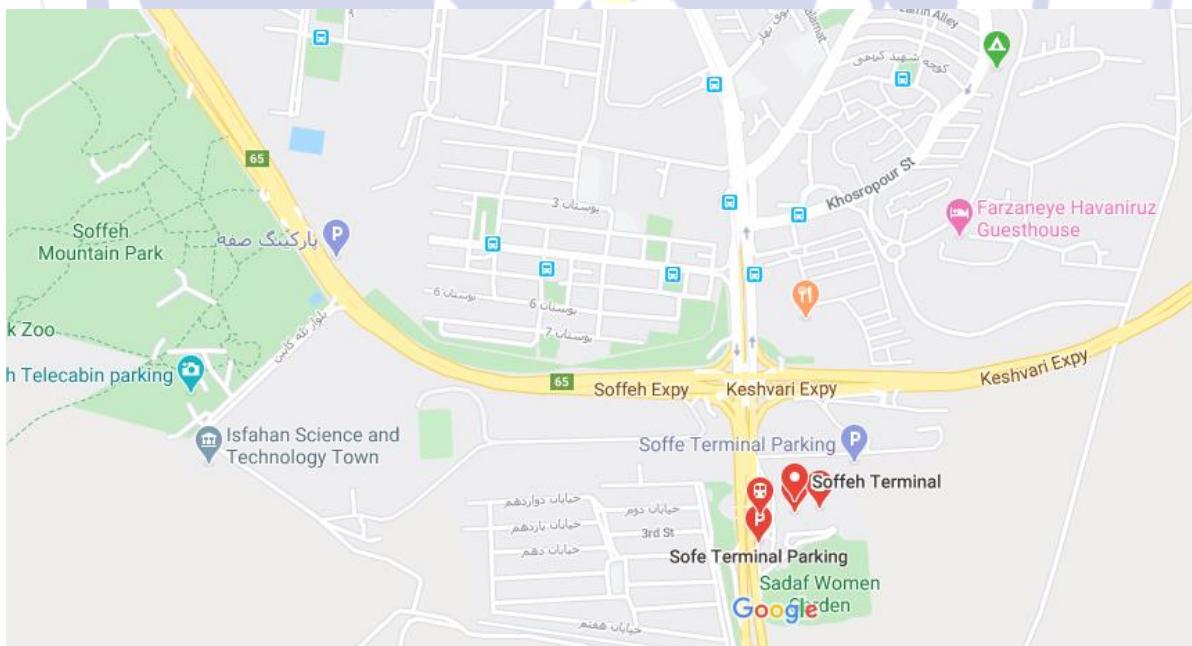 Zarrin Alley
کوچه شهید کریمی
65
Khosropour St
بوستان 3
Farzaneye Havaniruz
Guesthouse
Soffeh
Mountain Park
پارکینگ صفه
P
بوستان 6
بوستان 6
بوستان 7
k Zoo
بلوار تله کابین
h Telecabin parking
65
Soffeh Expy
Keshvari Expy
Keshvari Expy
Isfahan Science and
Technology Town
Soffe Terminal Parking
P
Soffeh Terminal
خیابان دوازدهم
خیابان دوم
خیابان یازدهم
3rd St
خیابان دهم
P
Sofe Terminal Parking
Sadaf Women
Garden
Google
خیابان هفتم